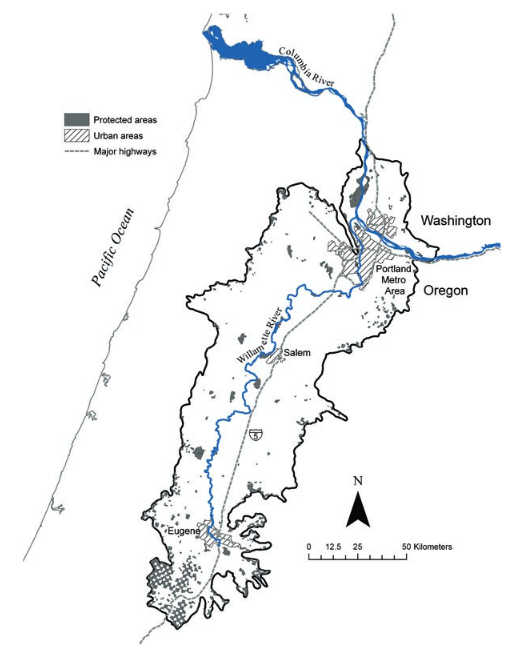 Columbia River
Protected areas
Urban areas
Major highways
Pacific Ocean
Washington
Portland
Metro
Area
Oregon
Willamette River
Salem
5
N
Eugene
0 12.5 25 50 Kilometers